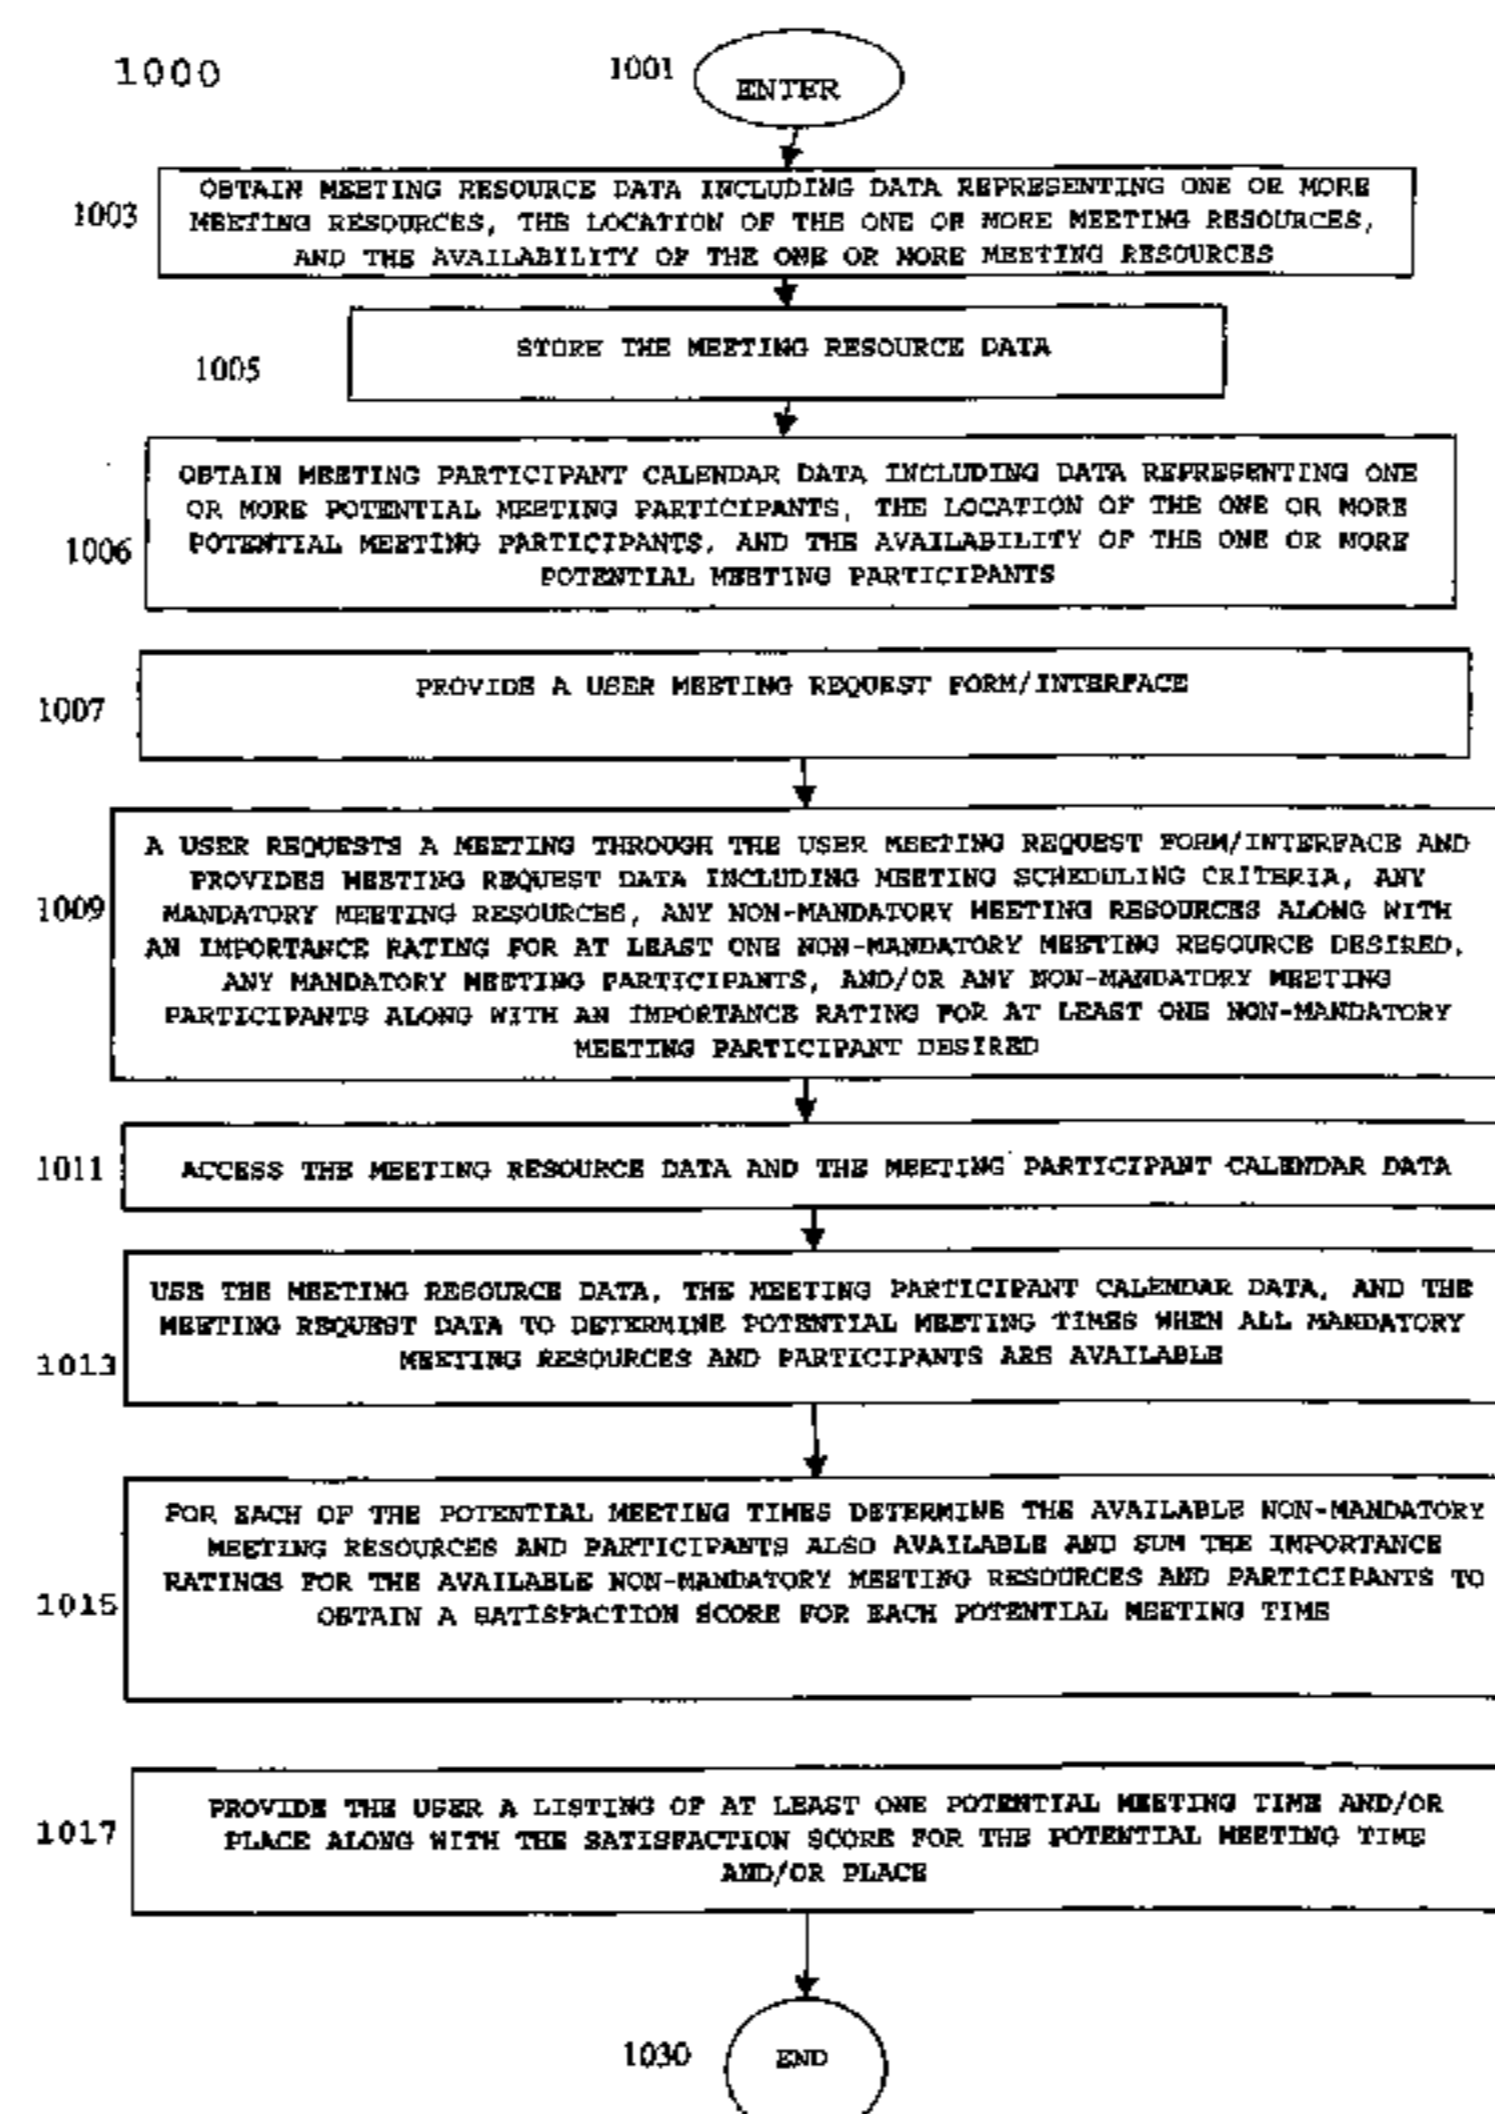 1000
1001
ENTER
1003
OBTAIN MEETING RESOURCE DATA INCLUDING DATA REPRESENTING ONE OR MORE
MEETING RESOURCES, THE LOCATION OF THE ONE OR MORE MEETING RESOURCES,
AND THE AVAILABILITY OF THE ONE OR MORE MEETING RESOURCES
1005
STORE THE MEETING RESOURCE DATA
1006
OBTAIN MEETING PARTICIPANT CALENDAR DATA INCLUDING DATA REPRESENTING ONE
OR MORE POTENTIAL MEETING PARTICIPANTS, THE LOCATION OF THE ONE OR MORE
POTENTIAL MEETING PARTICIPANTS, AND THE AVAILABILITY OF THE ONE OR MORE
POTENTIAL MEETING PARTICIPANTS
1007
PROVIDE A USER MEETING REQUEST FORM/INTERFACE
1009
A USER REQUESTS A MEETING THROUGH THE USER MEETING REQUEST FORM/INTERFACE AND
PROVIDES MEETING REQUEST DATA INCLUDING MEETING SCHEDULING CRITERIA, ANY
MANDATORY MEETING RESOURCES, ANY NON-MANDATORY MEETING RESOURCES ALONG WITH
AN IMPORTANCE RATING FOR AT LEAST ONE NON-MANDATORY MEETING RESOURCE DESIRED,
ANY MANDATORY MEETING PARTICIPANTS, AND/OR ANY NON-MANDATORY MEETING
PARTICIPANTS ALONG WITH AN IMPORTANCE RATING FOR AT LEAST ONE NON-MANDATORY
MEETING PARTICIPANT DESIRED
1011
ACCESS THE MEETING RESOURCE DATA AND THE MEETING PARTICIPANT CALENDAR DATA
1013
USE THE MEETING RESOURCE DATA, THE MEETING PARTICIPANT CALENDAR DATA, AND THE
MEETING REQUEST DATA TO DETERMINE POTENTIAL MEETING TIMES WHEN ALL MANDATORY
MEETING RESOURCES AND PARTICIPANTS ARE AVAILABLE
1015
FOR EACH OF THE POTENTIAL MEETING TIMES DETERMINE THE AVAILABLE NON-MANDATORY
MEETING RESOURCES AND PARTICIPANTS ALSO AVAILABLE AND SUM THE IMPORTANCE
RATINGS FOR THE AVAILABLE NON-MANDATORY MEETING RESOURCES AND PARTICIPANTS TO
OBTAIN A SATISFACTION SCORE FOR EACH POTENTIAL MEETING TIME
1017
PROVIDE THE USER A LISTING OF AT LEAST ONE POTENTIAL MEETING TIME AND/OR
PLACE ALONG WITH THE SATISFACTION SCORE FOR THE POTENTIAL MEETING TIME
AND/OR PLACE
1030
END